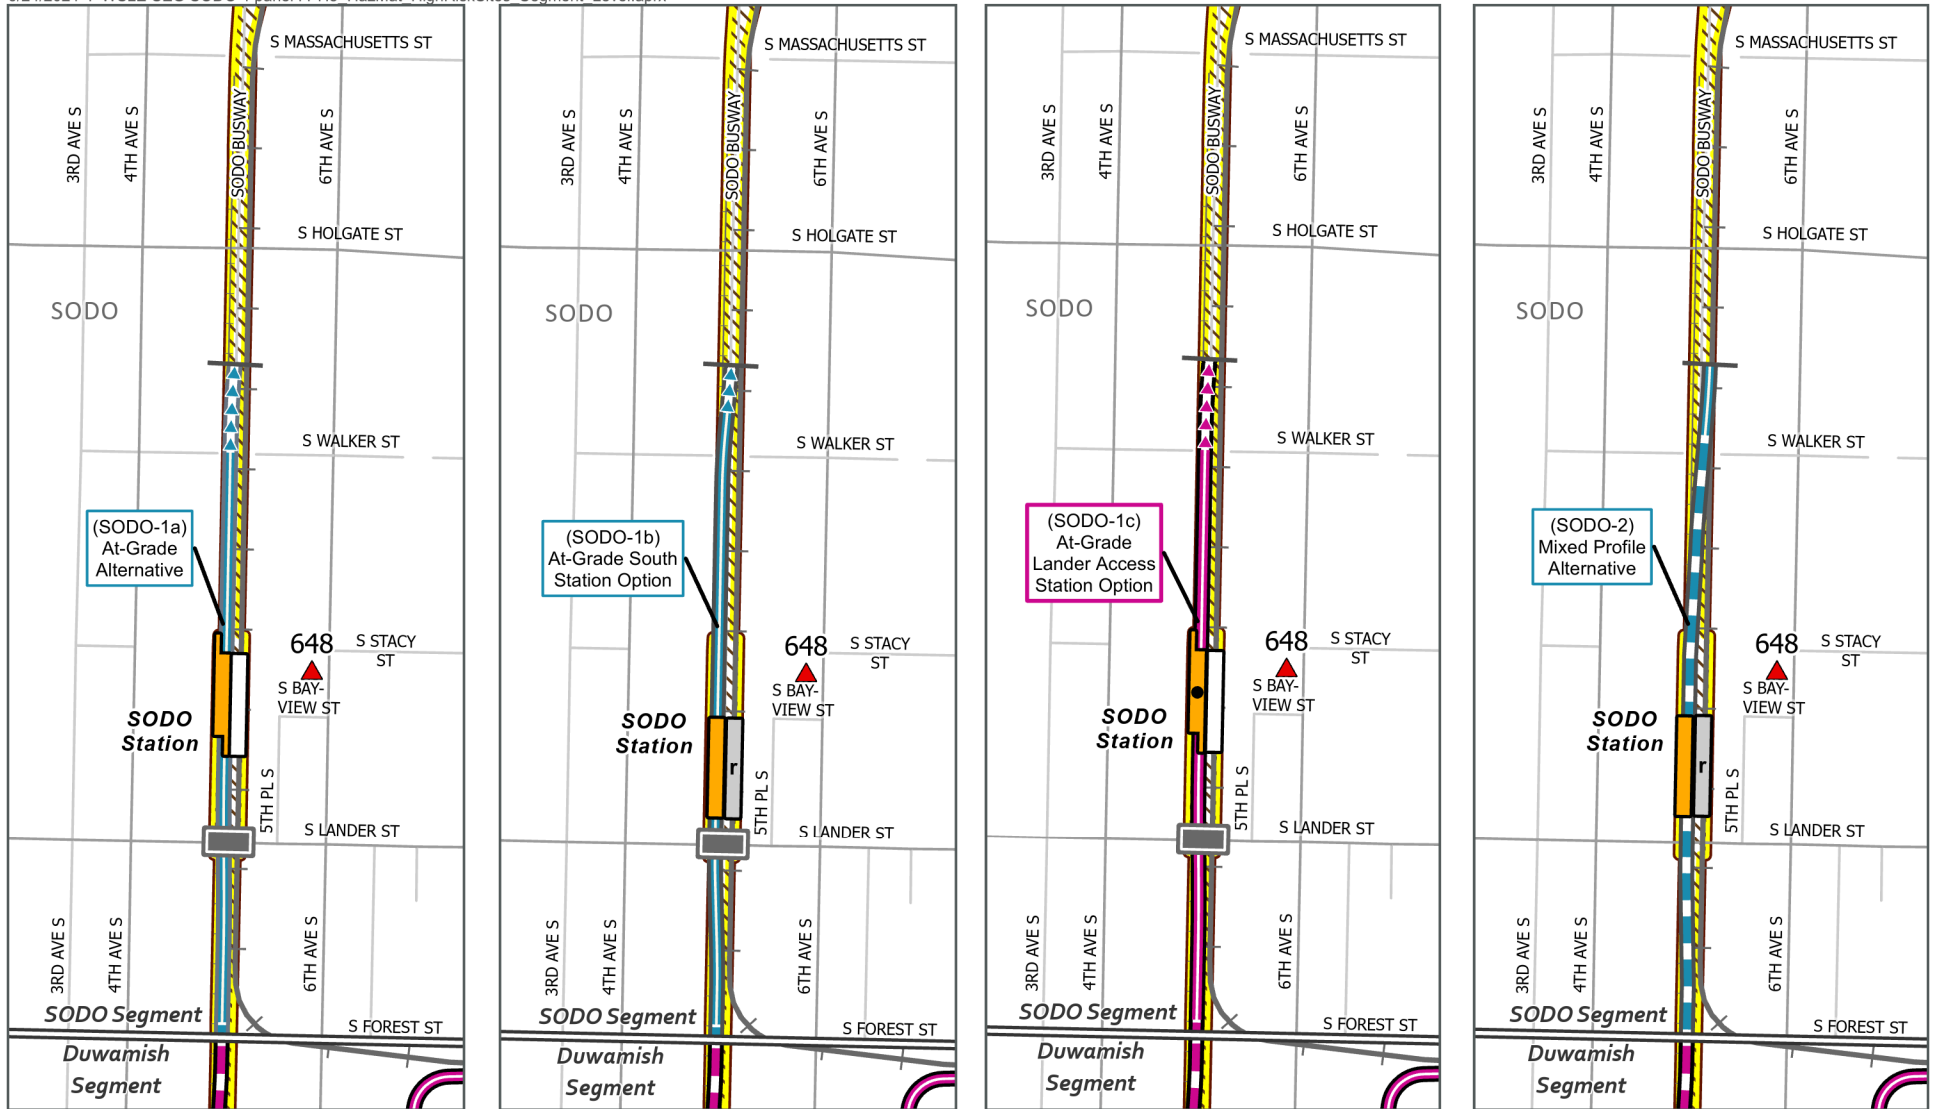 S MASSACHUSETTS ST
3RD AVE S
4TH AVE S
SODO BUSWAY
6TH AVE S
S HOLGATE ST
SODO
S WALKER ST
(SODO-1a)
At-Grade
Alternative
648
S STACY
ST
S BAY-
VIEW ST
SODO
Station
5TH PL S
S LANDER ST
3RD AVE S
4TH AVE S
6TH AVE S
SODO Segment
S FOREST ST
Duwamish
Segment
S MASSACHUSETTS ST
3RD AVE S
4TH AVE S
SODO BUSWAY
6TH AVE S
S HOLGATE ST
SODO
S WALKER ST
(SODO-1b)
At-Grade South
Station Option
648
S STACY
ST
S BAY-
VIEW ST
SODO
Station
r
5TH PL S
S LANDER ST
3RD AVE S
4TH AVE S
6TH AVE S
SODO Segment
S FOREST ST
Duwamish
Segment
S MASSACHUSETTS ST
3RD AVE S
4TH AVE S
SODO BUSWAY
6TH AVE S
S HOLGATE ST
SODO
S WALKER ST
(SODO-1c)
At-Grade
Lander Access
Station Option
648
S STACY
ST
S BAY-
VIEW ST
SODO
Station
5TH PL S
S LANDER ST
3RD AVE S
4TH AVE S
6TH AVE S
SODO Segment
S FOREST ST
Duwamish
Segment
S MASSACHUSETTS ST
3RD AVE S
4TH AVE S
SODO BUSWAY
6TH AVE S
S HOLGATE ST
SODO
S WALKER ST
(SODO-2)
Mixed Profile
Alternative
648
S STACY
ST
S BAY-
VIEW ST
SODO
Station
r
5TH PL S
S LANDER ST
3RD AVE S
4TH AVE S
6TH AVE S
SODO Segment
S FOREST ST
Duwamish
Segment